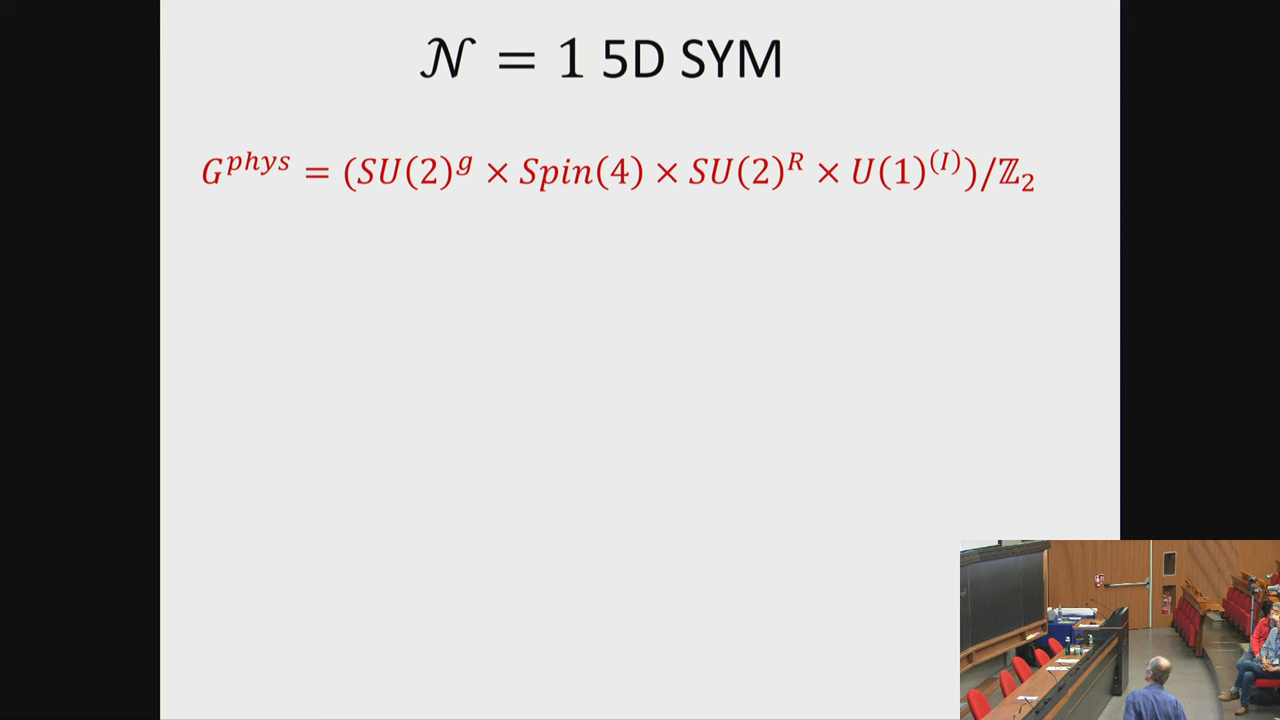 𝒩 = 1 5D SYM
G^{phys} = (SU(2)^g × Spin(4) × SU(2)^R × U(1)^{(I)})/ℤ_2